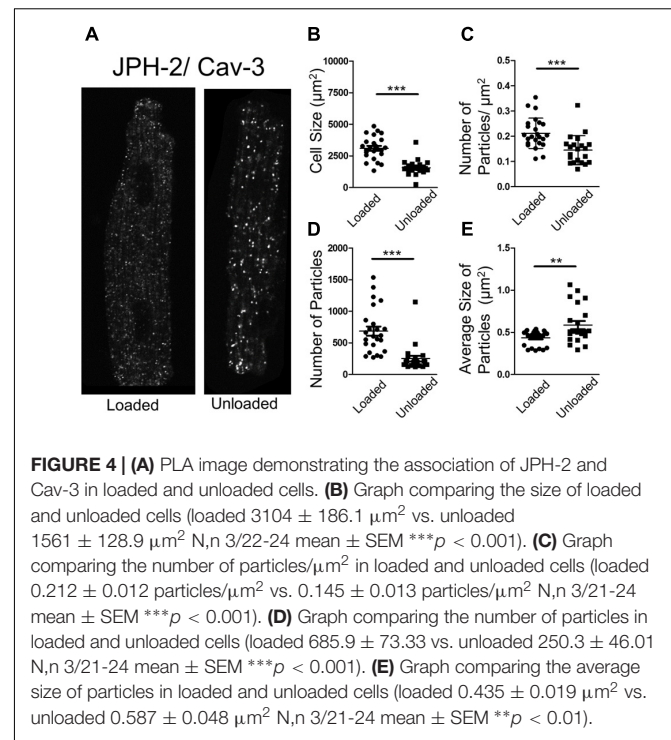 A
JPH-2/ Cav-3
Loaded
Unloaded
B
Cell Size (μm²)
10000
7500
5000
2500
0
***
Loaded
Unloaded
C
Number of
Particles/ μm²
0.5
0.4
0.3
0.2
0.1
0.0
***
Loaded
Unloaded
D
Number of Particles
2000
1500
1000
500
0
***
Loaded
Unloaded
E
Average Size of
Particles (μm²)
1.5
1.0
0.5
0.0
**
Loaded
Unloaded
FIGURE 4 | (A) PLA image demonstrating the association of JPH-2 and
Cav-3 in loaded and unloaded cells. (B) Graph comparing the size of loaded
and unloaded cells (loaded 3104 ± 186.1 μm² vs. unloaded
1561 ± 128.9 μm² N,n 3/22-24 mean ± SEM ***p < 0.001). (C) Graph
comparing the number of particles/μm² in loaded and unloaded cells (loaded
0.212 ± 0.012 particles/μm² vs. 0.145 ± 0.013 particles/μm² N,n 3/21-24
mean ± SEM ***p < 0.001). (D) Graph comparing the number of particles in
loaded and unloaded cells (loaded 685.9 ± 73.33 vs. unloaded 250.3 ± 46.01
N,n 3/21-24 mean ± SEM ***p < 0.001). (E) Graph comparing the average
size of particles in loaded and unloaded cells (loaded 0.435 ± 0.019 μm² vs.
unloaded 0.587 ± 0.048 μm² N,n 3/21-24 mean ± SEM **p < 0.01).